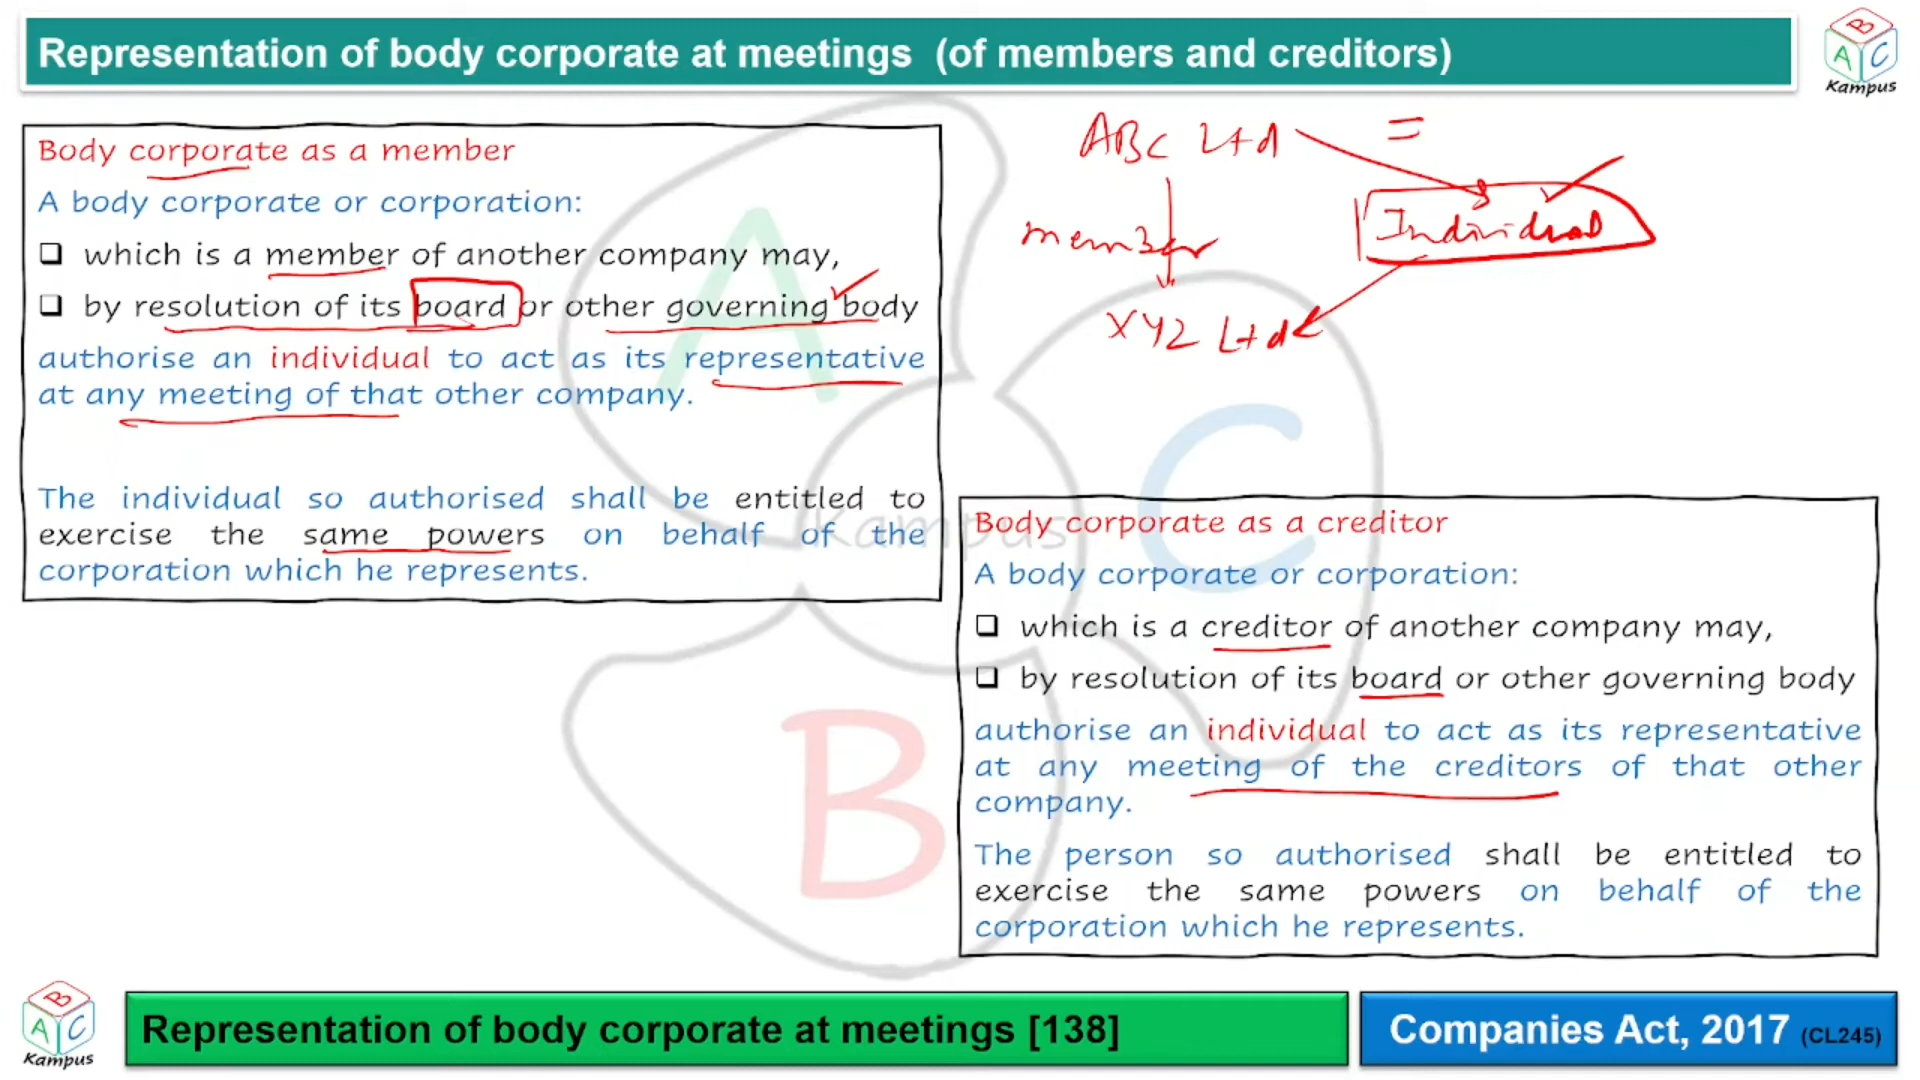 Representation of body corporate at meetings (of members and creditors)
A B C
Kampus
Body corporate as a member
A body corporate or corporation:
❑ which is a member of another company may,
❑ by resolution of its board or other governing body
authorise an individual to act as its representative
at any meeting of that other company.
The individual so authorised shall be entitled to
exercise the same powers on behalf of the
corporation which he represents.
ABC Ltd =
member
Individual
XYZ Ltd
A
B
C
Kampus
Body corporate as a creditor
A body corporate or corporation:
❑ which is a creditor of another company may,
❑ by resolution of its board or other governing body
authorise an individual to act as its representative
at any meeting of the creditors of that other
company.
The person so authorised shall be entitled to
exercise the same powers on behalf of the
corporation which he represents.
A B C
Kampus
Representation of body corporate at meetings [138]
Companies Act, 2017 (CL245)